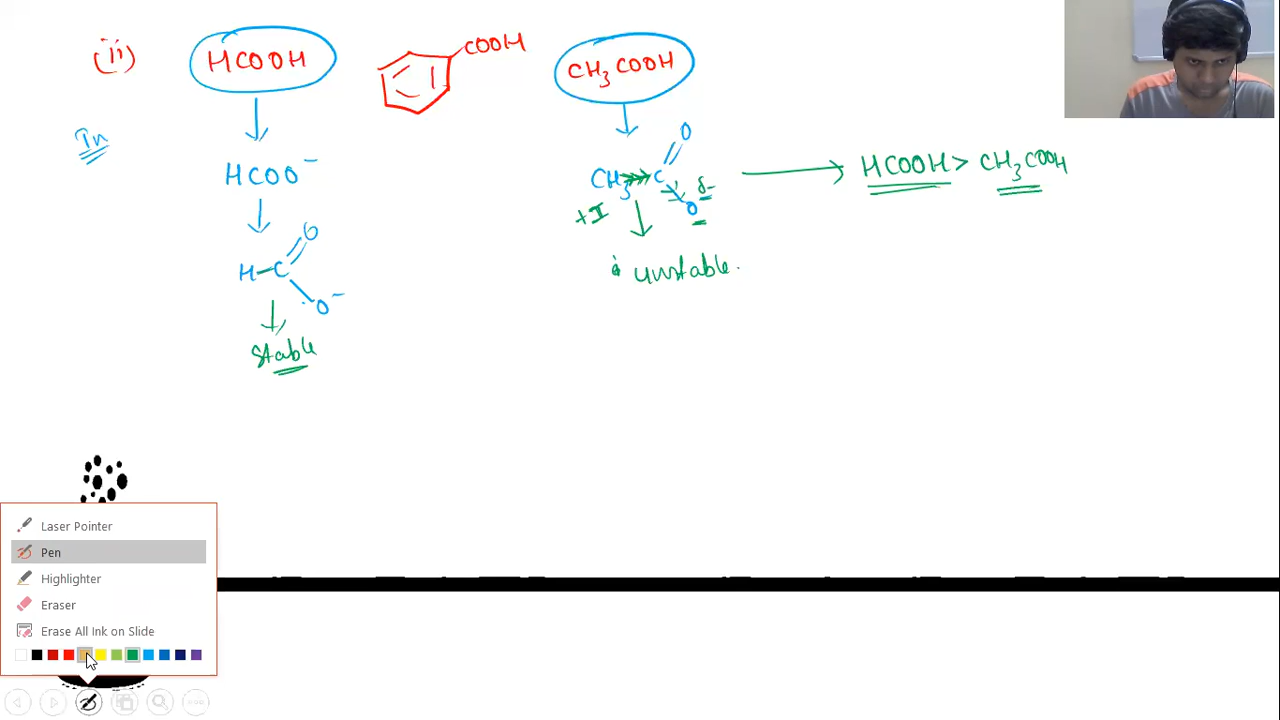 (ii) HCOOH COOH CH₃COOH
In
HCOO⁻ CH₃ C O O δ- HCOOH > CH₃COOH
+I
H-C O O⁻ unstable.
stable
Laser Pointer
Pen
Highlighter
Eraser
Erase All Ink on Slide